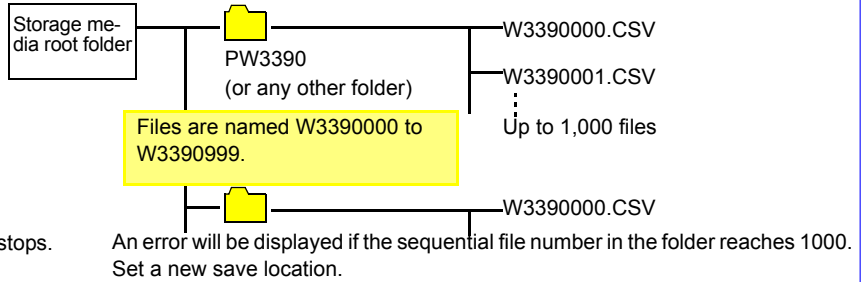 Storage me-
dia root folder
W3390000.CSV
PW3390
(or any other folder)
W3390001.CSV
Up to 1,000 files
Files are named W3390000 to
W3390999.
W3390000.CSV
stops.
An error will be displayed if the sequential file number in the folder reaches 1000.
Set a new save location.